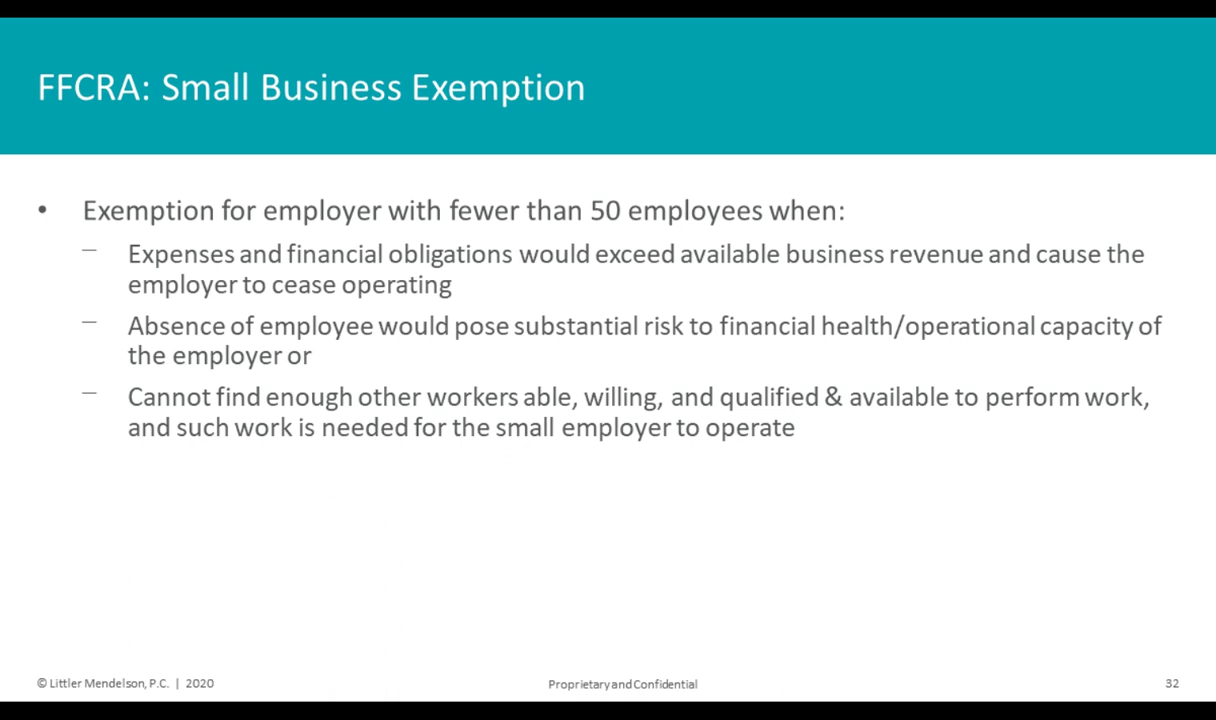 FFCRA: Small Business Exemption
• Exemption for employer with fewer than 50 employees when:
– Expenses and financial obligations would exceed available business revenue and cause the
employer to cease operating
– Absence of employee would pose substantial risk to financial health/operational capacity of
the employer or
– Cannot find enough other workers able, willing, and qualified & available to perform work,
and such work is needed for the small employer to operate
© Littler Mendelson, P.C. | 2020
Proprietary and Confidential
32